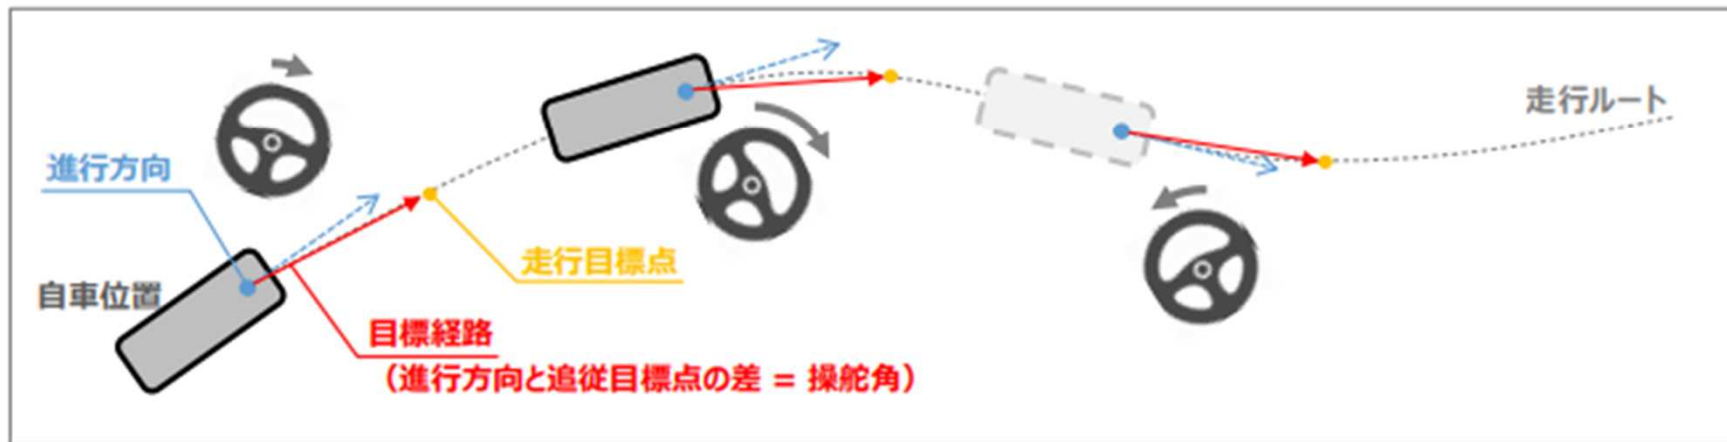 走行ルート
進行方向
走行目標点
自車位置
目標経路
（進行方向と追従目標点の差 = 操舵角）